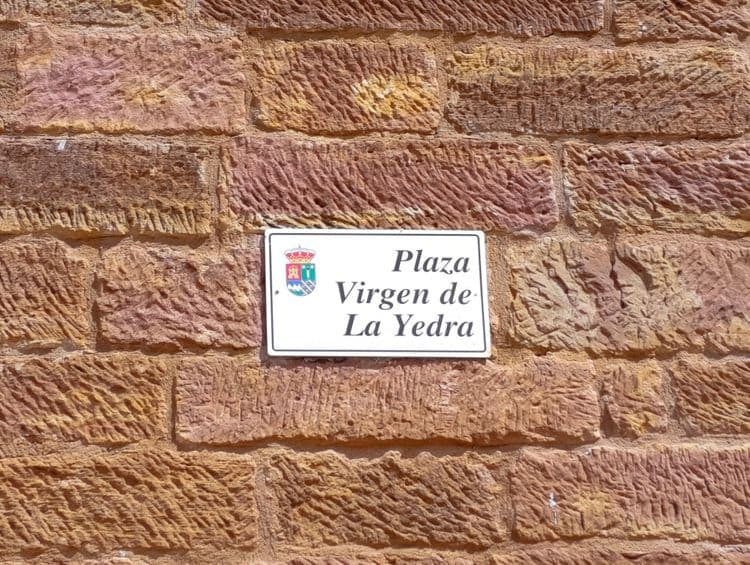 Plaza
Virgen de
La Yedra